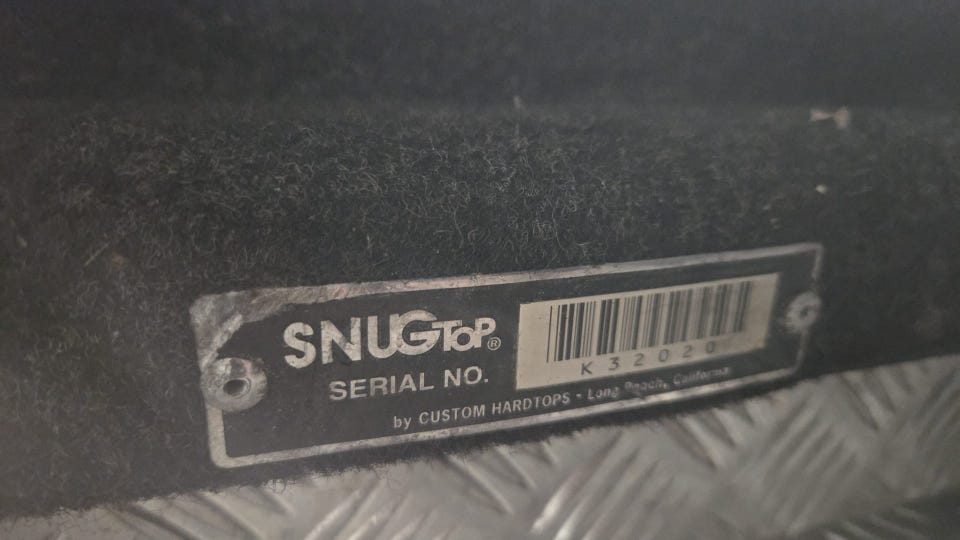 SNUGTOP®
SERIAL NO.
K32020
by CUSTOM HARDTOPS - Long Beach, California